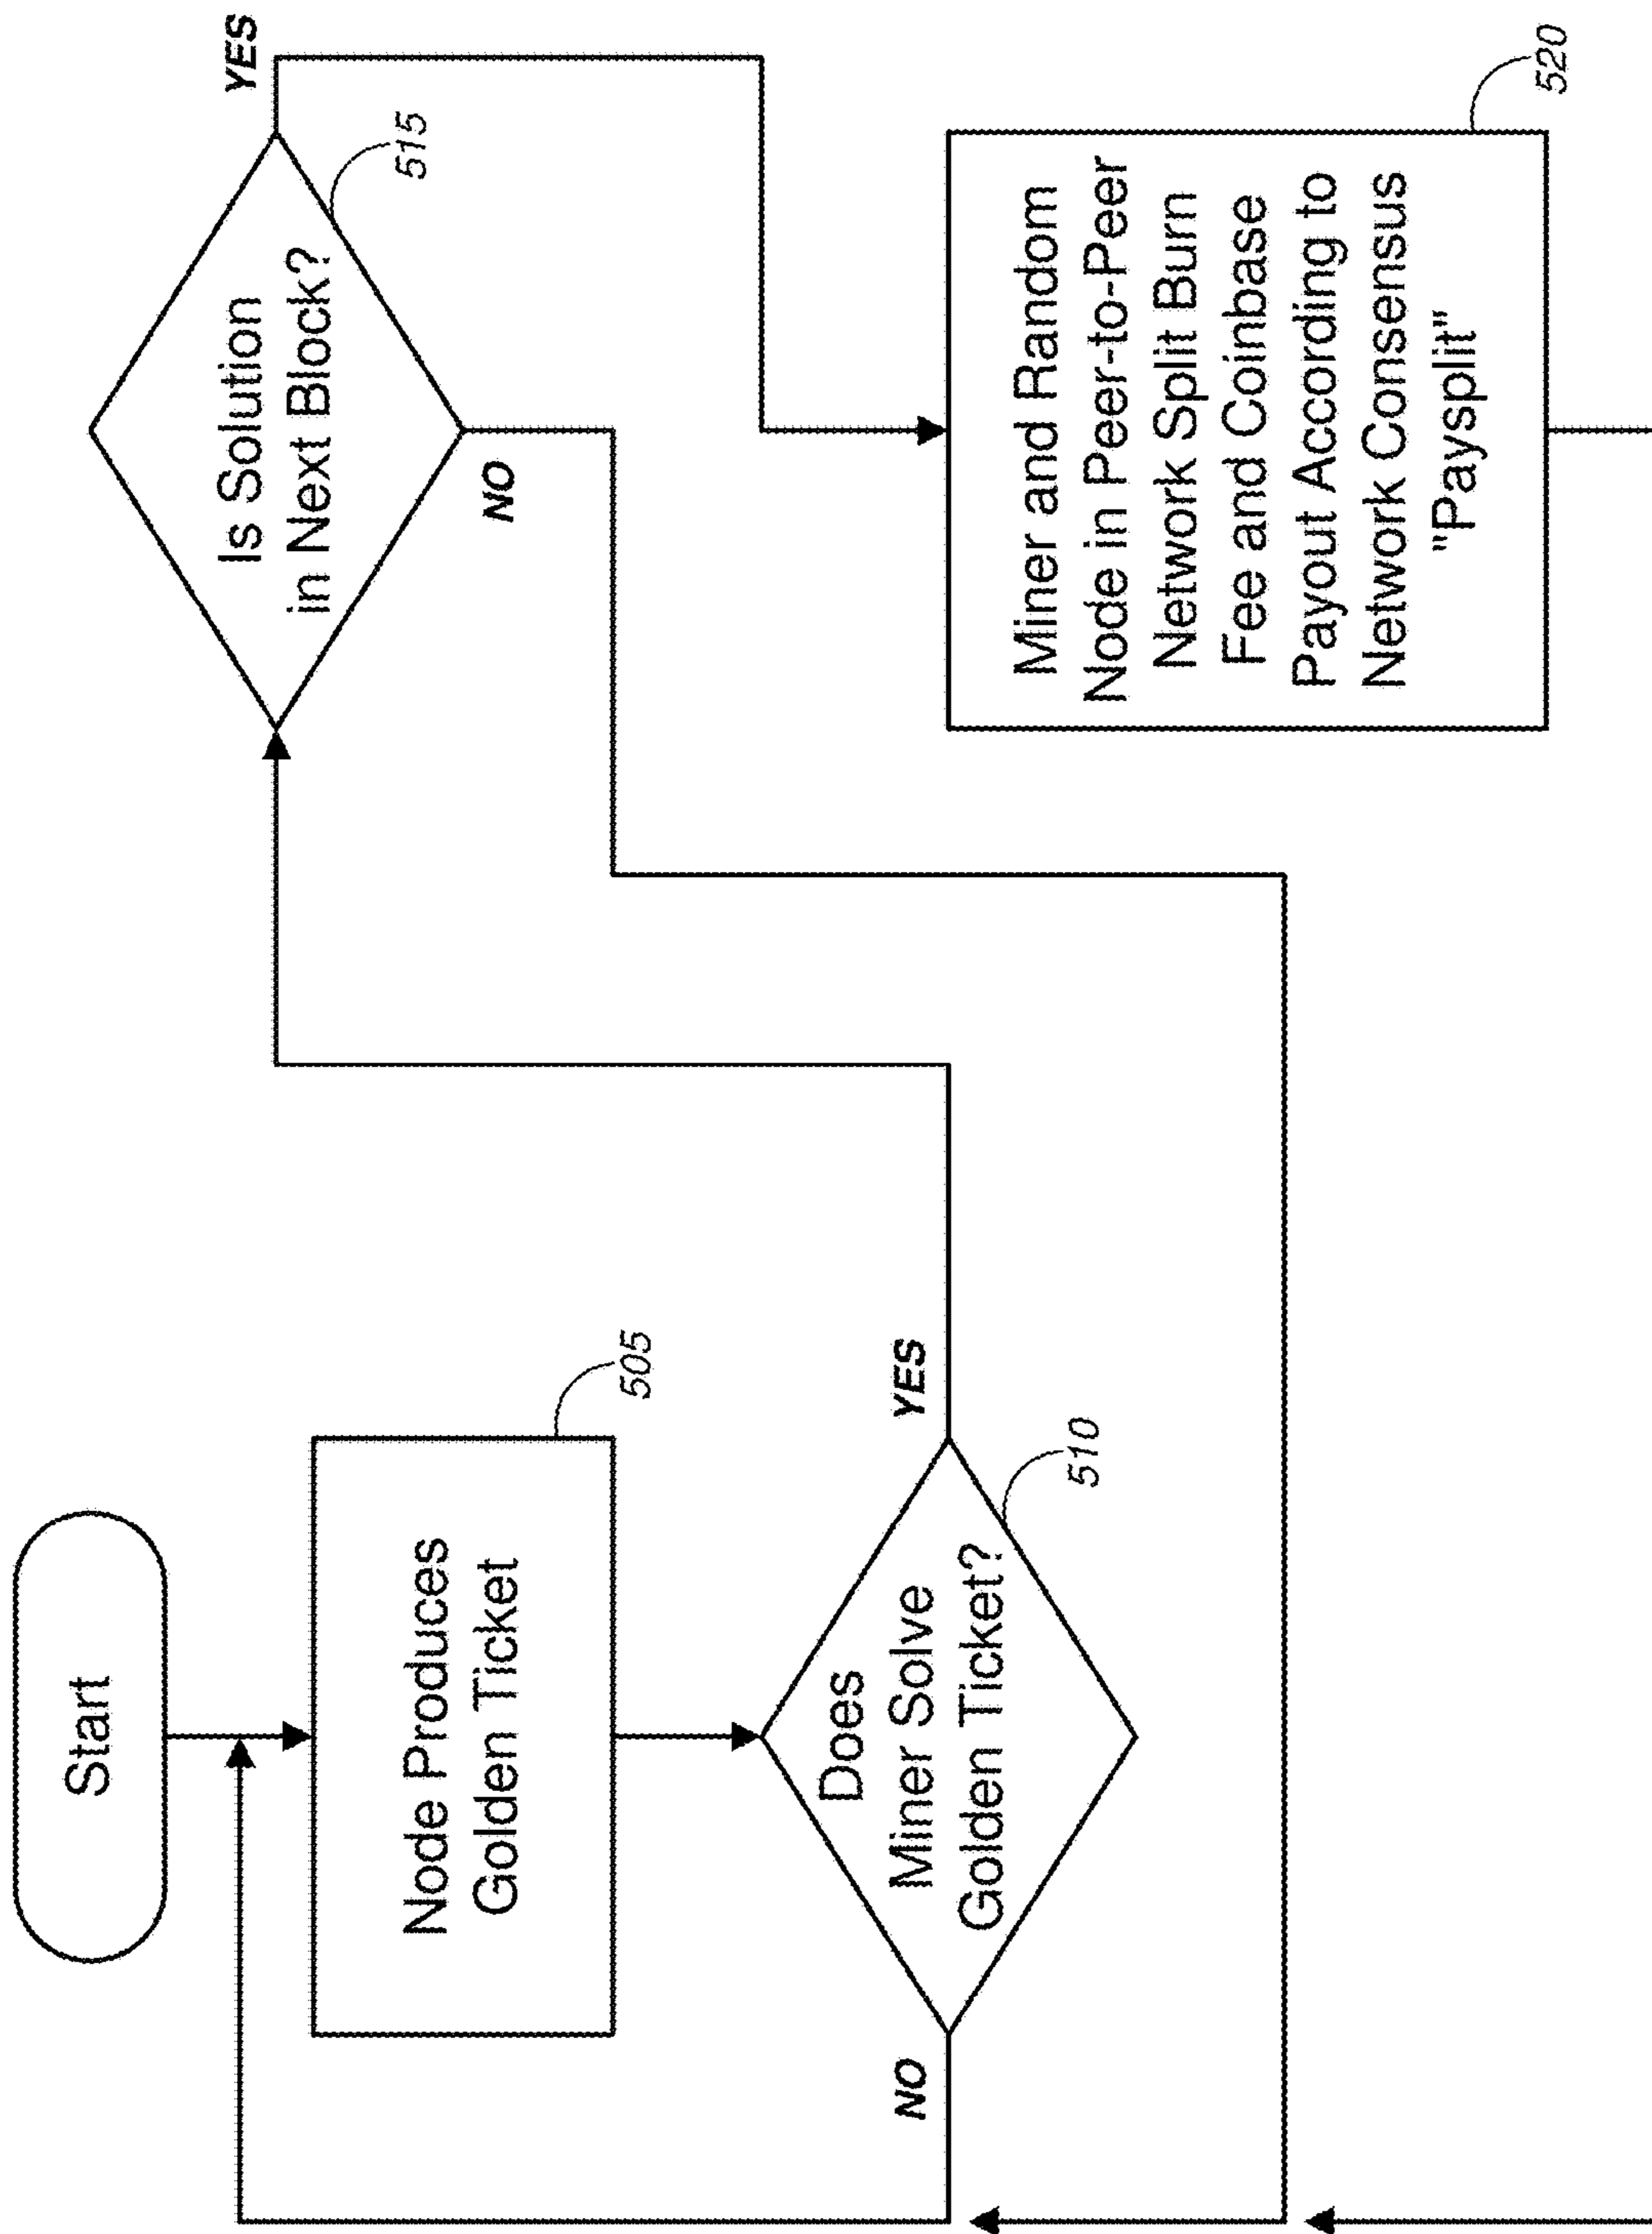 Start
Node Produces
Golden Ticket
505
Does
Miner Solve
Golden Ticket?
510
NO
YES
Is Solution
in Next Block?
515
YES
NO
Miner and Random
Node in Peer-to-Peer
Network Split Burn
Fee and Coinbase
Payout According to
Network Consensus
"Paysplit"
520